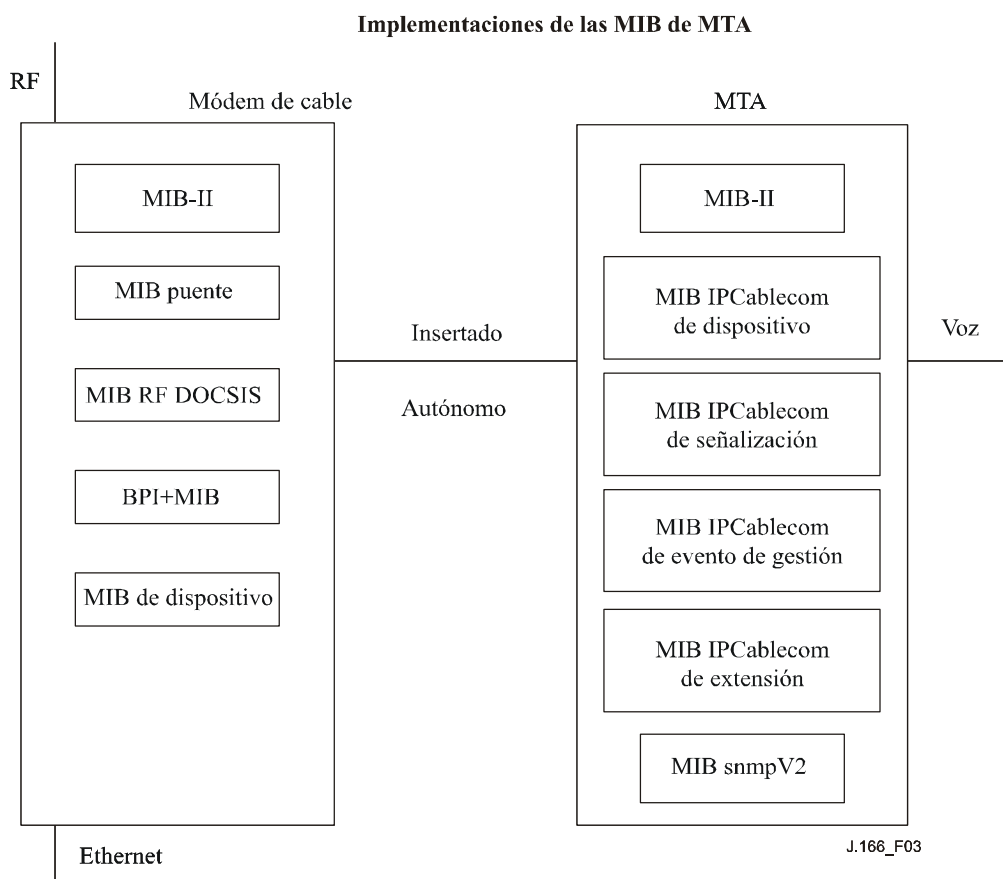 Implementaciones de las MIB de MTA
RF
Módem de cable
MTA
MIB-II
MIB puente
MIB RF DOCSIS
BPI+MIB
MIB de dispositivo
Insertado
Autónomo
MIB-II
MIB IPCablecom
de dispositivo
MIB IPCablecom
de señalización
MIB IPCablecom
de evento de gestión
MIB IPCablecom
de extensión
MIB snmpV2
Voz
Ethernet
J.166_F03